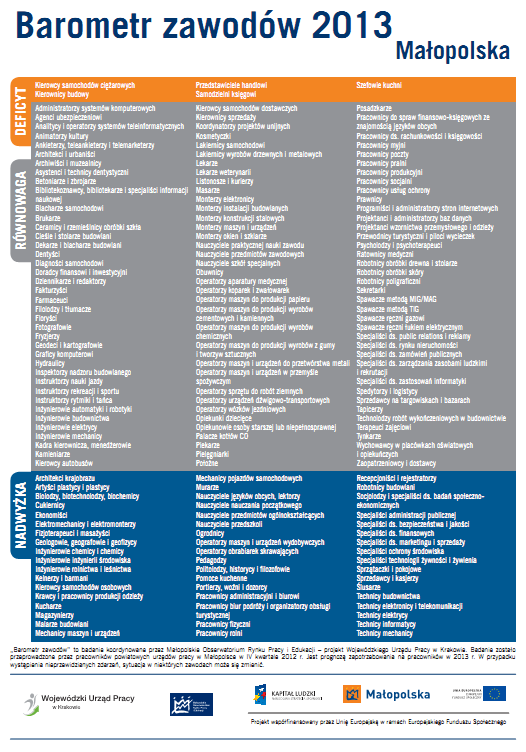 Barometr zawodów 2013
Małopolska
DEFICYT
Kierowcy samochodów ciężarowych
Kierownicy budowy
Przedstawiciele handlowi
Samodzielni księgowi
Szefowie kuchni
RÓWNOWAGA
Administratorzy systemów komputerowych
Agenci ubezpieczeniowi
Analitycy i operatorzy systemów teleinformatycznych
Animatorzy kultury
Ankieterzy, teleankieterzy i telemarketerzy
Architekci i urbaniści
Archiwiści i muzealnicy
Asystenci i technicy dentystyczni
Betoniarze i zbrojarze
Bibliotekoznawcy, bibliotekarze i specjaliści informacji
naukowej
Blacharze samochodowi
Brukarze
Ceramicy i rzemieślnicy obróbki szkła
Cieśle i stolarze budowlani
Dekarze i blacharze budowlani
Dentyści
Diagności samochodowi
Doradcy finansowi i inwestycyjni
Dziennikarze i redaktorzy
Fakturzyści
Farmaceuci
Filolodzy i tłumacze
Floryści
Fotografowie
Fryzjerzy
Geodeci i kartografowie
Graficy komputerowi
Hydraulicy
Inspektorzy nadzoru budowlanego
Instruktorzy nauki jazdy
Instruktorzy rekreacji i sportu
Instruktorzy rytmiki i tańca
Inżynierowie automatyki i robotyki
Inżynierowie budownictwa
Inżynierowie elektrycy
Inżynierowie mechanicy
Kadra kierownicza, menedżerowie
Kamieniarze
Kierowcy autobusów
Kierowcy samochodów dostawczych
Kierownicy sprzedaży
Koordynatorzy projektów unijnych
Kosmetyczki
Lakiernicy samochodowi
Lakiernicy wyrobów drzewnych i metalowych
Lekarze
Lekarze weterynarii
Listonosze i kurierzy
Masarze
Monterzy elektronicy
Monterzy instalacji budowlanych
Monterzy konstrukcji stalowych
Monterzy maszyn i urządzeń
Monterzy okien i szklarze
Nauczyciele praktycznej nauki zawodu
Nauczyciele przedmiotów zawodowych
Nauczyciele szkół specjalnych
Obuwnicy
Operatorzy aparatury medycznej
Operatorzy koparek i zwałowarek
Operatorzy maszyn do produkcji papieru
Operatorzy maszyn do produkcji wyrobów
cementowych i kamiennych
Operatorzy maszyn do produkcji wyrobów
chemicznych
Operatorzy maszyn do produkcji wyrobów z gumy
i tworzyw sztucznych
Operatorzy maszyn i urządzeń do przetwórstwa metali
Operatorzy maszyn i urządzeń w przemyśle
spożywczym
Operatorzy sprzętu do robót ziemnych
Operatorzy urządzeń dźwigowo-transportowych
Operatorzy wózków jezdniowych
Opiekunki dziecięce
Opiekunowie osoby starszej lub niepełnosprawnej
Palacze kotłów CO
Piekarze
Pielęgniarki
Położne
Posadzkarze
Pracownicy do spraw finansowo-księgowych ze
znajomością języków obcych
Pracownicy ds. rachunkowości i księgowości
Pracownicy myjni
Pracownicy poczty
Pracownicy pralni
Pracownicy produkcyjni
Pracownicy socjalni
Pracownicy usług ochrony
Prawnicy
Programiści i administratorzy stron internetowych
Projektanci i administratorzy baz danych
Projektanci wzornictwa przemysłowego i odzieży
Przewodnicy turystyczni i piloci wycieczek
Psycholodzy i psychoterapeuci
Ratownicy medyczni
Robotnicy obróbki drewna i stolarze
Robotnicy obróbki skóry
Robotnicy poligraficzni
Sekretarki
Spawacze metodą MIG/MAG
Spawacze metodą TIG
Spawacze ręczni gazowi
Spawacze ręczni łukiem elektrycznym
Specjaliści ds. public relations i reklamy
Specjaliści ds. rynku nieruchomości
Specjaliści ds. zamówień publicznych
Specjaliści ds. zarządzania zasobami ludzkimi
i rekrutacji
Specjaliści ds. zastosowań informatyki
Spedytorzy i logistycy
Sprzedawcy na targowiskach i bazarach
Tapicerzy
Technolodzy robót wykończeniowych w budownictwie
Terapeuci zajęciowi
Tynkarze
Wychowawcy w placówkach oświatowych
i opiekuńczych
Zaopatrzeniowcy i dostawcy
NADWYŻKA
Architekci krajobrazu
Artyści plastycy i plastycy
Biolodzy, biotechnolodzy, biochemicy
Cukiernicy
Ekonomiści
Elektromechanicy i elektromonterzy
Fizjoterapeuci i masażyści
Geologowie, geografowie i geofizycy
Inżynierowie chemicy i chemicy
Inżynierowie inżynierii środowiska
Inżynierowie rolnictwa i leśnictwa
Kelnerzy i barmani
Kierowcy samochodów osobowych
Krawcy i pracownicy produkcji odzieży
Kucharze
Magazynierzy
Malarze budowlani
Mechanicy maszyn i urządzeń
Mechanicy pojazdów samochodowych
Murarze
Nauczyciele języków obcych, lektorzy
Nauczyciele nauczania początkowego
Nauczyciele przedmiotów ogólnokształcących
Nauczyciele przedszkoli
Ogrodnicy
Operatorzy maszyn i urządzeń wydobywczych
Operatorzy obrabiarek skrawających
Pedagodzy
Politolodzy, historycy i filozofowie
Pomoce kuchenne
Portierzy, woźni i dozorcy
Pracownicy administracyjni i biurowi
Pracownicy biur podróży i organizatorzy obsługi
turystycznej
Pracownicy fizyczni
Pracownicy rolni
Recepcjoniści i rejestratorzy
Robotnicy budowlani
Socjolodzy i specjaliści ds. badań społeczno-
ekonomicznych
Specjaliści administracji publicznej
Specjaliści ds. bezpieczeństwa i jakości
Specjaliści ds. finansowych
Specjaliści ds. marketingu i sprzedaży
Specjaliści ochrony środowiska
Specjaliści technologii żywności i żywienia
Sprzątaczki i pokojowe
Sprzedawcy i kasjerzy
Ślusarze
Technicy budownictwa
Technicy elektronicy i telekomunikacji
Technicy elektrycy
Technicy informatycy
Technicy mechanicy
„Barometr zawodów” to badanie koordynowane przez Małopolskie Obserwatorium Rynku Pracy i Edukacji – projekt Wojewódzkiego Urzędu Pracy w Krakowie. Badanie zostało
przeprowadzone przez pracowników powiatowych urzędów pracy w Małopolsce w IV kwartale 2012 r. Jest prognozą zapotrzebowania na pracowników w 2013 r. W przypadku
wystąpienia nieprzewidzianych zdarzeń, sytuacja w niektórych zawodach może się zmienić.
Wojewódzki Urząd Pracy
w Krakowie
KAPITAŁ LUDZKI
Małopolska
UNIA EUROPEJSKA
Projekt współfinansowany przez Unię Europejską w ramach Europejskiego Funduszu Społecznego